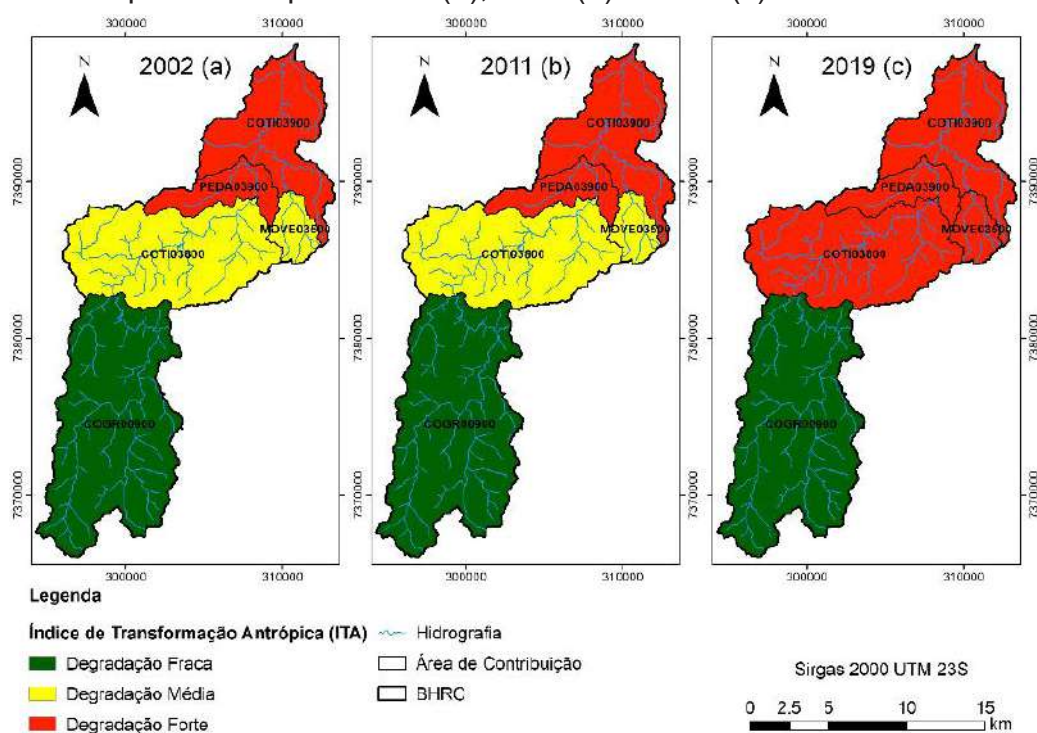 300000 310000 300000 310000 300000 310000
N 2002 (a) N 2011 (b) N 2019 (c)
COTI03900 COTI03900 COTI03900
7390000 7390000
PEDA03900 PEDA03900 PEDA03900
MOVE03500 MOVE03500 MOVE03500
COTI03800 COTI03800 COTI03800
7380000 7380000
COGR00900 COGR00900 COGR00900
7370000 7370000
300000 310000 300000 310000 300000 310000
Legenda
Índice de Transformação Antrópica (ITA) Hidrografia
Degradação Fraca Área de Contribuição
Degradação Média BHRC
Degradação Forte
Sirgas 2000 UTM 23S
0 2.5 5 10 15
km